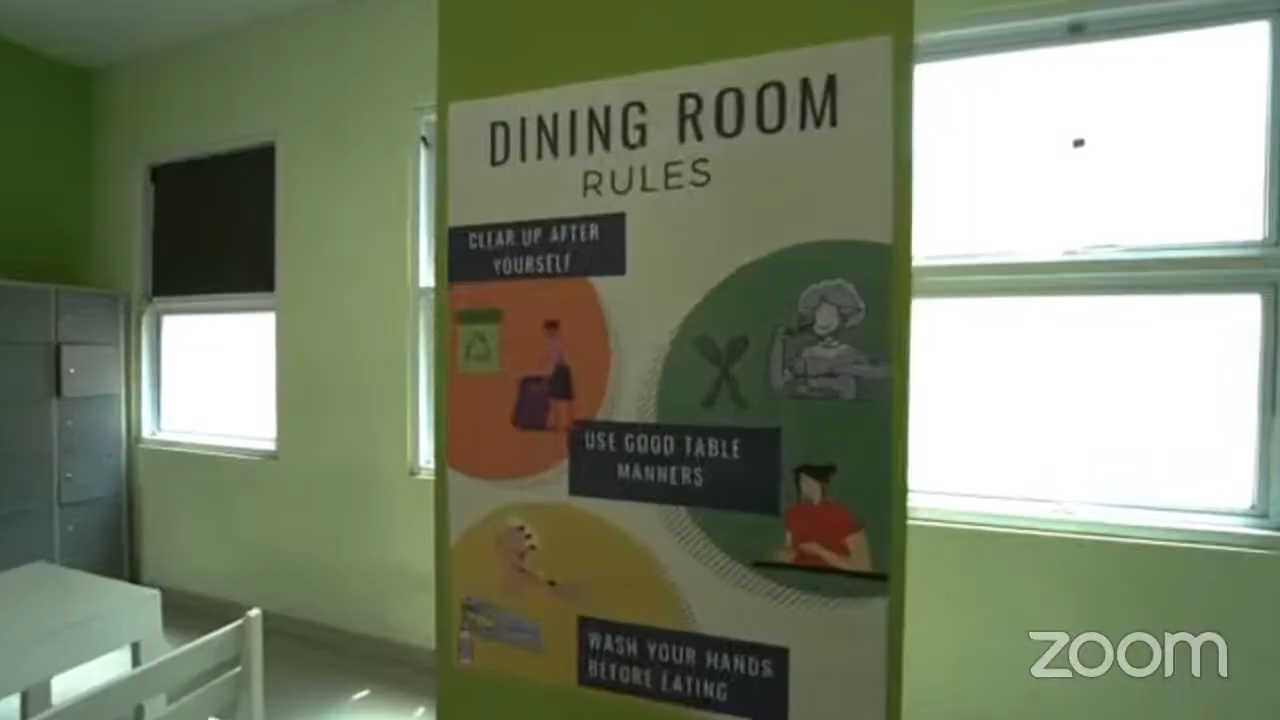 DINING ROOM
RULES
CLEAR UP AFTER
YOURSELF
USE GOOD TABLE
MANNERS
WASH YOUR HANDS
BEFORE EATING
zoom